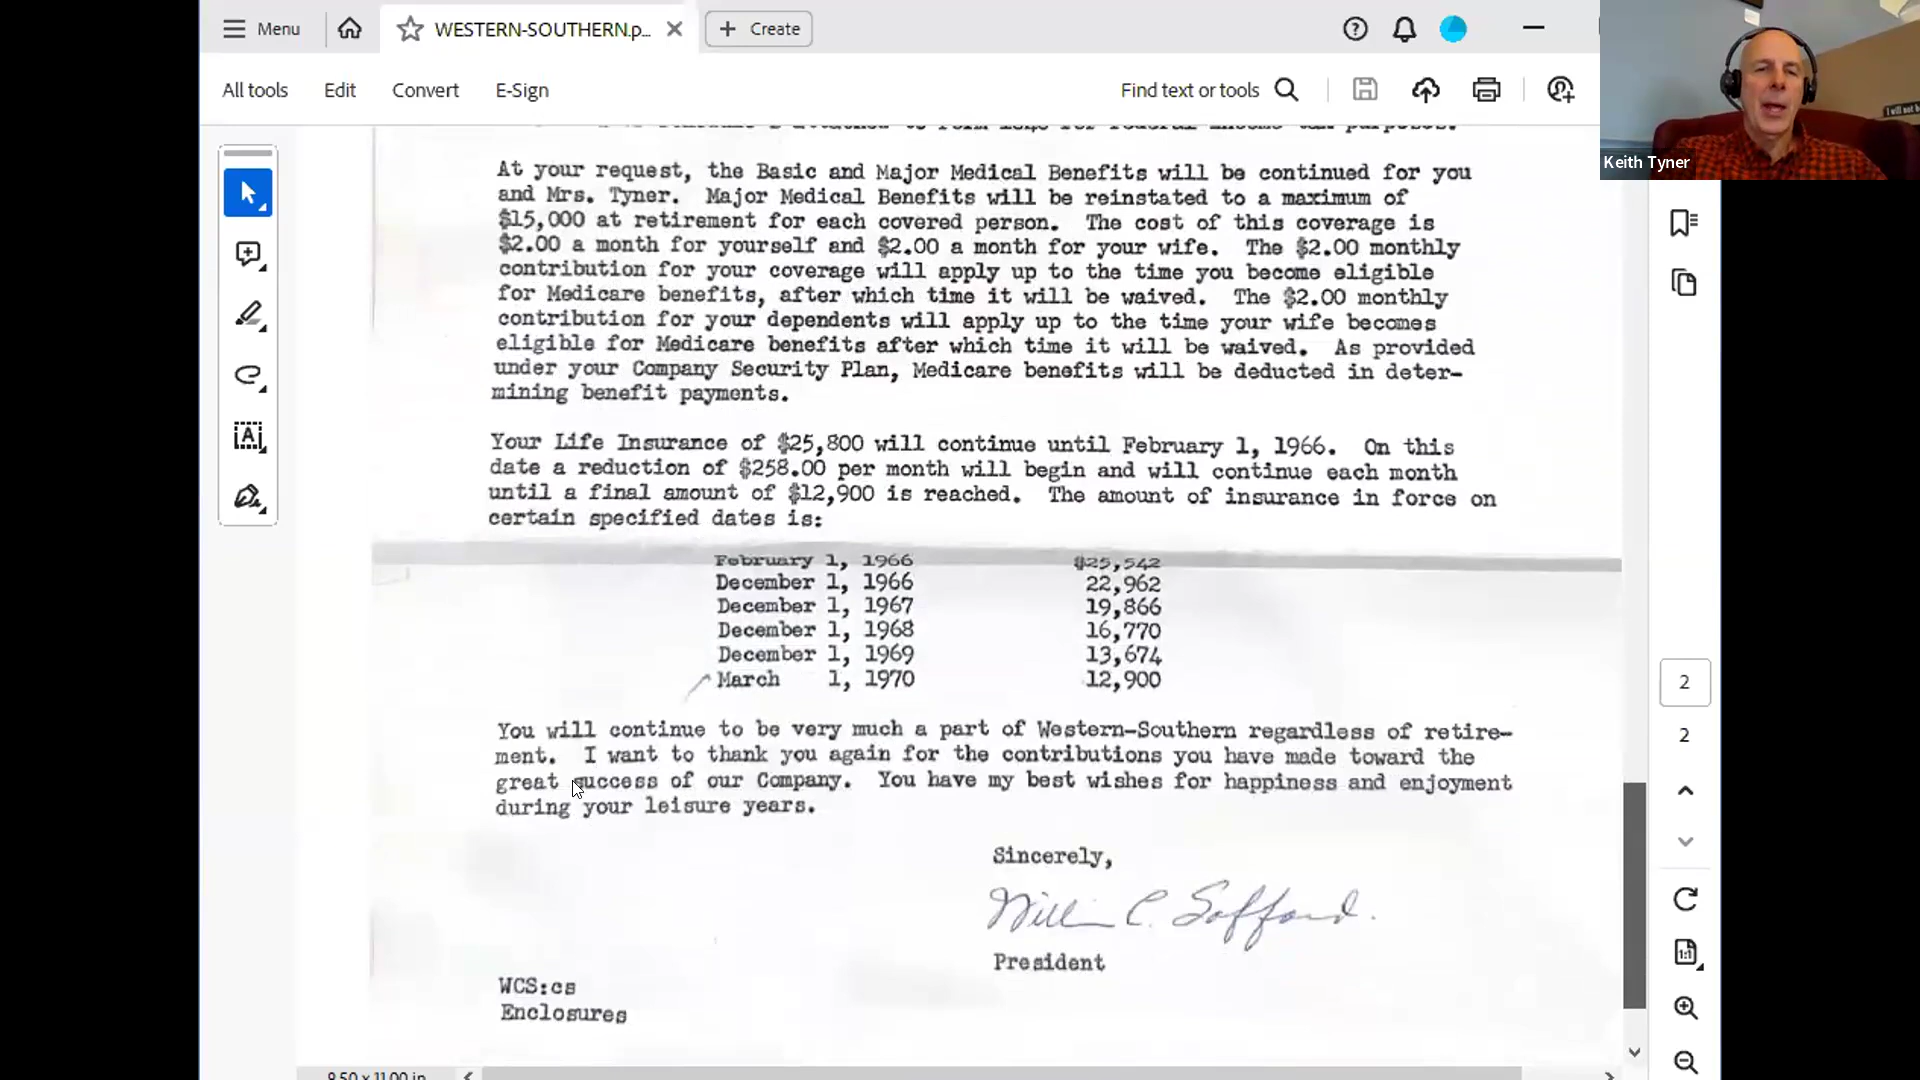 Menu
WESTERN-SOUTHERN.p...
Create
All tools
Edit
Convert
E-Sign
Find text or tools
Keith Tyner
I will not b
At your request, the Basic and Major Medical Benefits will be continued for you
and Mrs. Tyner. Major Medical Benefits will be reinstated to a maximum of
$15,000 at retirement for each covered person. The cost of this coverage is
$2.00 a month for yourself and $2.00 a month for your wife. The $2.00 monthly
contribution for your coverage will apply up to the time you become eligible
for Medicare benefits, after which time it will be waived. The $2.00 monthly
contribution for your dependents will apply up to the time your wife becomes
eligible for Medicare benefits after which time it will be waived. As provided
under your Company Security Plan, Medicare benefits will be deducted in deter-
mining benefit payments.
Your Life Insurance of $25,800 will continue until February 1, 1966. On this
date a reduction of $258.00 per month will begin and will continue each month
until a final amount of $12,900 is reached. The amount of insurance in force on
certain specified dates is:
February 1, 1966 $25,542
December 1, 1966 22,962
December 1, 1967 19,866
December 1, 1968 16,770
December 1, 1969 13,674
March 1, 1970 12,900
You will continue to be very much a part of Western-Southern regardless of retire-
ment. I want to thank you again for the contributions you have made toward the
great success of our Company. You have my best wishes for happiness and enjoyment
during your leisure years.
Sincerely,
William C. Safford.
President
WCS:cs
Enclosures
2
2
1:1
8.50 x 11.00 in